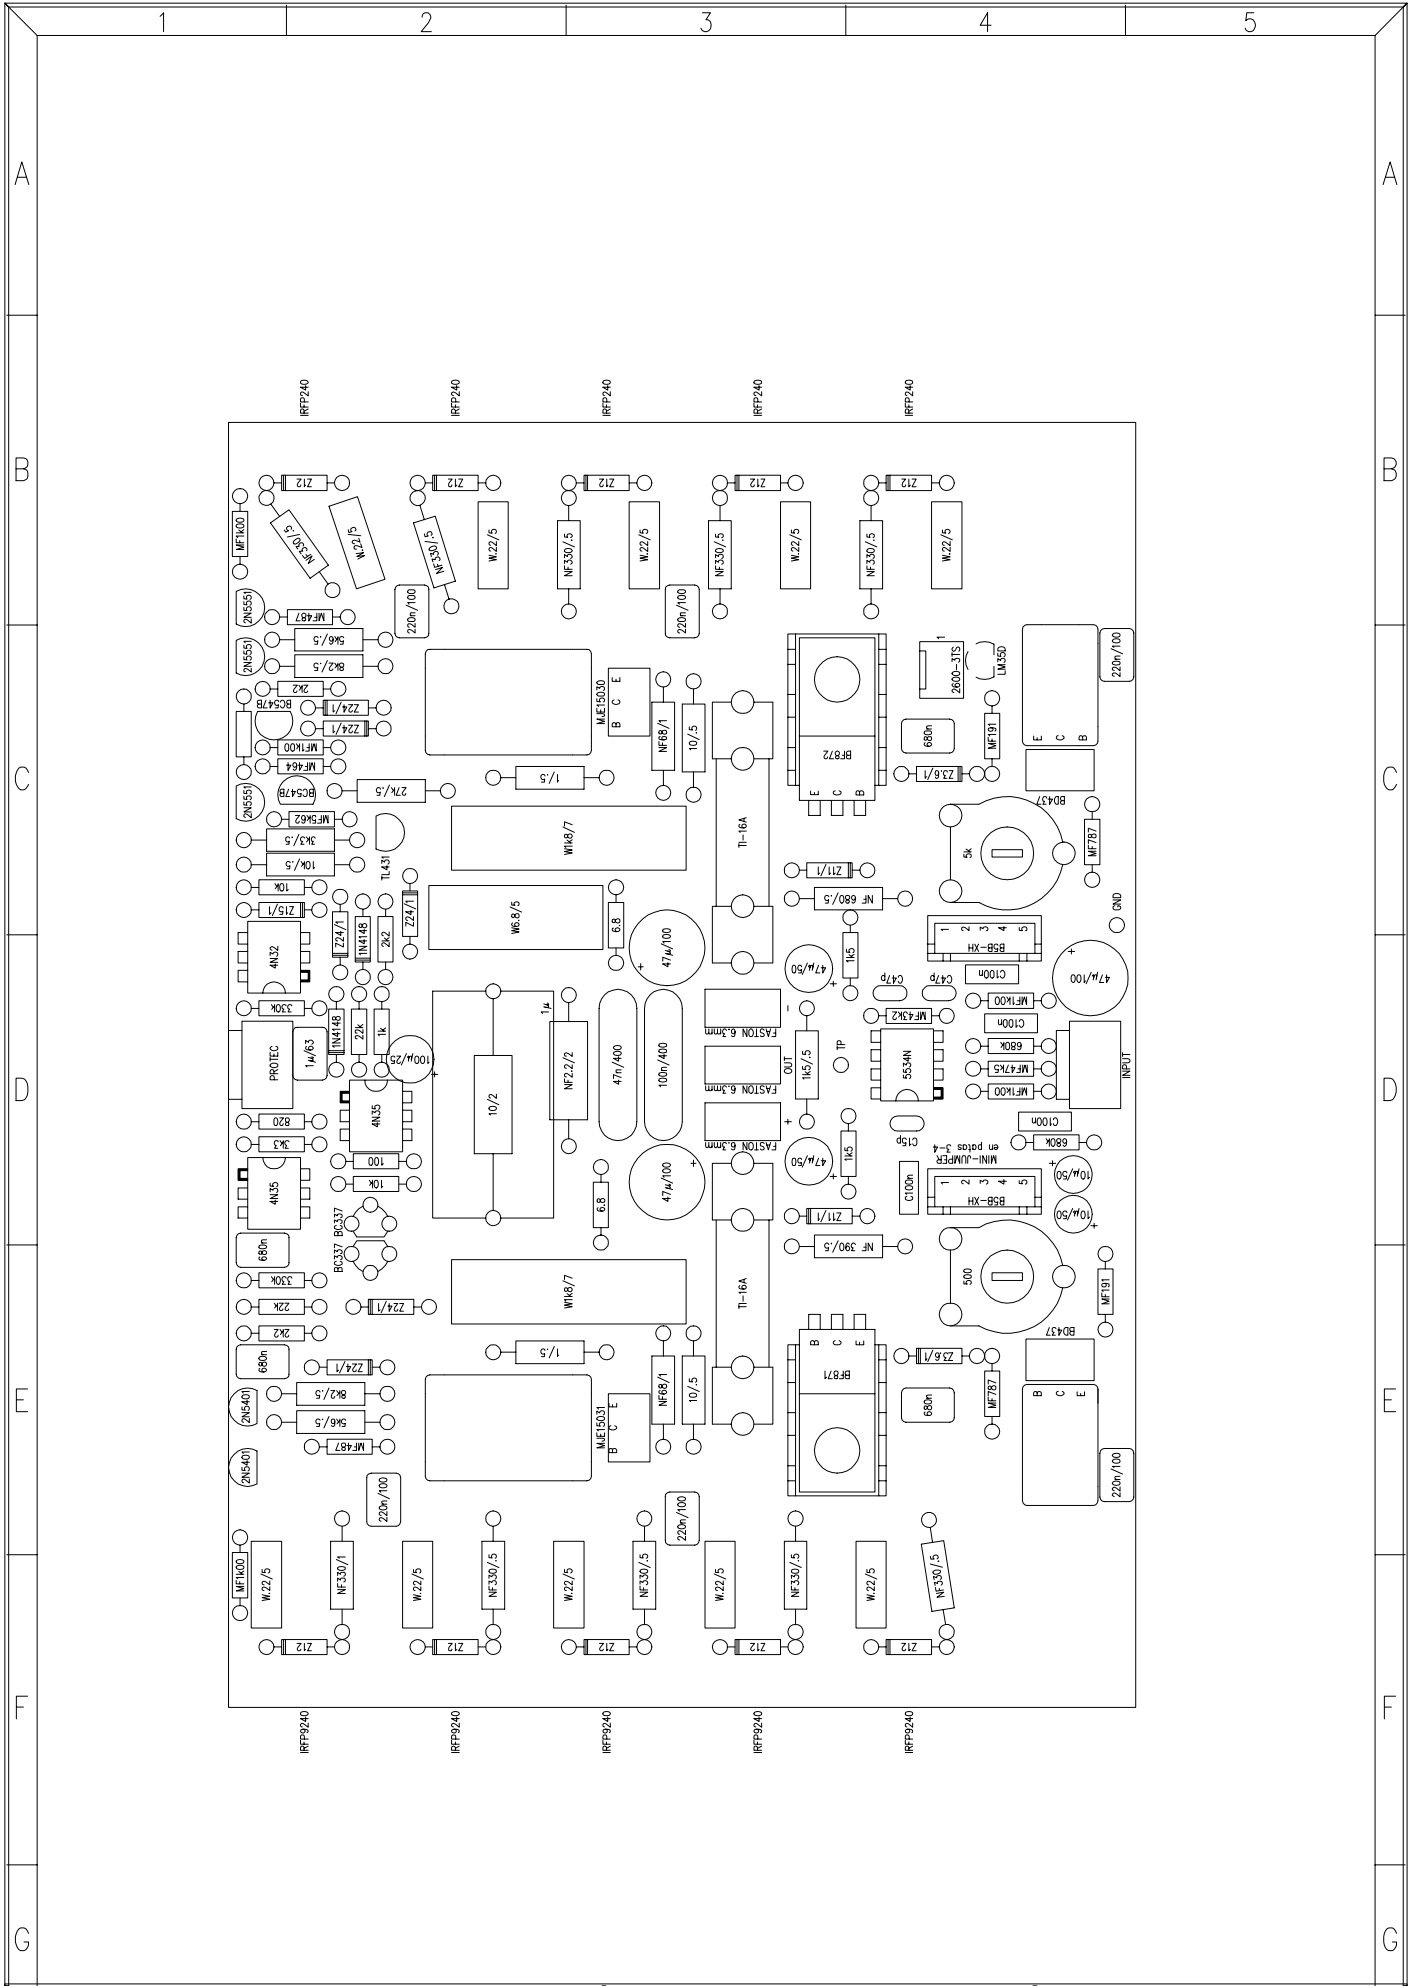 1 2 3 4 5
A A
IRFP240 IRFP240 IRFP240 IRFP240 IRFP240
B B
Z12 Z12 Z12 Z12 Z12
MF1k00
NF330/.5 W.22/5 NF330/.5 W.22/5 NF330/.5 W.22/5 NF330/.5 W.22/5 NF330/.5 W.22/5
2N5551 MF487 220n/100 220n/100
2N5551 5k6/.5
8k2/.5
2600-3TS 1 LM35D 220n/100
2k2
BC547B Z24/1
Z24/1
MJE15030 B C E
NF68/1 10/.5
BF872 E C B
680n MF191
E C B
MF1k00
MF464
C C
2N5551 BC547B 27k/.5 1/.5
Z3.6/1 BD437
MF5k62
3k3/.5
TL431 W1k8/7 TI-16A
5k MF787
10k/.5
10k
Z11/1
Z15/1 Z24/1 W6.8/5 6.8
NF 680/.5 GND
4N32 Z24/1 1N4148 2k2
47µ/100 +
47µ/50 + 1k5
1 2 3 4 5
B5B-XH
C47p C47p C100n
47µ/100 +
330k
1µ
FASTON 6.3mm -
MF43k2 MF1k00
C100n
PROTEC 1µ/63 1N4148 22k 1k
100µ/25 +
10/2 NF2.2/2 47n/400 100n/400
FASTON 6.3mm OUT 1k5/.5 TP
5534N
680k
MF47k5
MF1k00
INPUT
D D
820
4N35
FASTON 6.3mm +
C15p C100n
3k3
680k
100
MINI-JUMPER
en patas 3-4
4N35 10k
6.8 47µ/100 +
47µ/50 + 1k5
C100n
1 2 3 4 5
B5B-XH
10µ/50 +
10µ/50 +
BC337
BC337
Z11/1
680n
NF 390/.5
330k
22k Z24/1
W1k8/7 TI-16A
500 MF191
2k2
680n
Z24/1
1/.5
B C E
BF871
Z3.6/1 BD437
8k2/.5
NF68/1 10/.5
MF787
B C E
E E
2N5401 5k6/.5
MJE15031 B C E
680n
MF487
2N5401
220n/100 220n/100 220n/100
MF1k00 W.22/5 NF330/1 W.22/5 NF330/.5 W.22/5 NF330/.5 W.22/5 NF330/.5 W.22/5 NF330/.5
Z12 Z12 Z12 Z12 Z12
F F
IRFP9240 IRFP9240 IRFP9240 IRFP9240 IRFP9240
G G